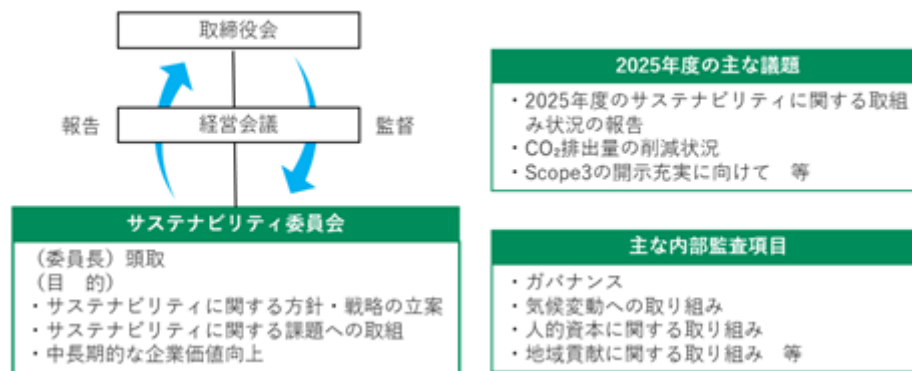 取締役会
報告
経営会議
監督
サステナビリティ委員会
（委員長）頭取
（目　的）
・サステナビリティに関する方針・戦略の立案
・サステナビリティに関する課題への取組
・中長期的な企業価値向上
2025年度の主な議題
・2025年度のサステナビリティに関する取組
み状況の報告
・CO₂排出量の削減状況
・Scope3の開示充実に向けて　等
主な内部監査項目
・ガバナンス
・気候変動への取り組み
・人的資本に関する取り組み
・地域貢献に関する取り組み　等